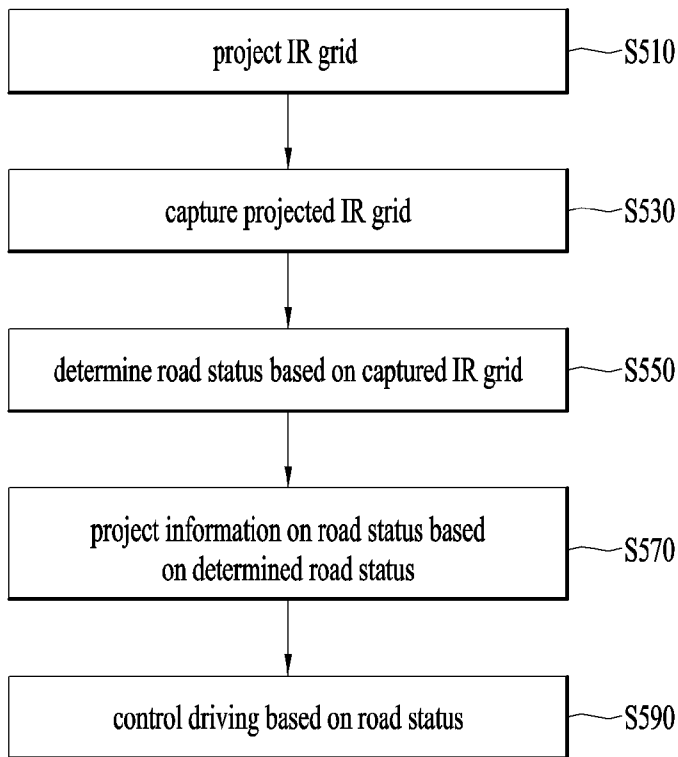 project IR grid
S510
capture projected IR grid
S530
determine road status based on captured IR grid
S550
project information on road status based
on determined road status
S570
control driving based on road status
S590